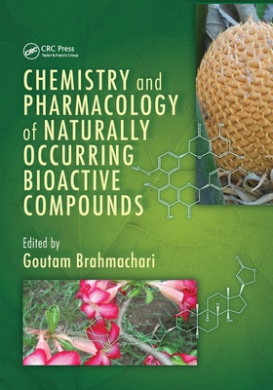 CRC Press
Taylor & Francis Group
CHEMISTRY and
PHARMACOLOGY
of NATURALLY
OCCURRING
BIOACTIVE
COMPOUNDS
Edited by
Goutam Brahmachari